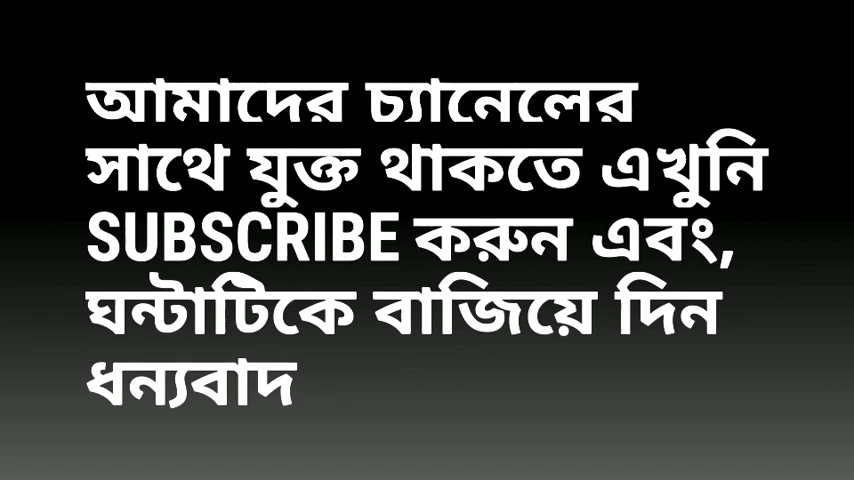 আমাদের চ্যানেলের
সাথে যুক্ত থাকতে এখুনি
SUBSCRIBE করুন এবং,
ঘন্টাটিকে বাজিয়ে দিন
ধন্যবাদ